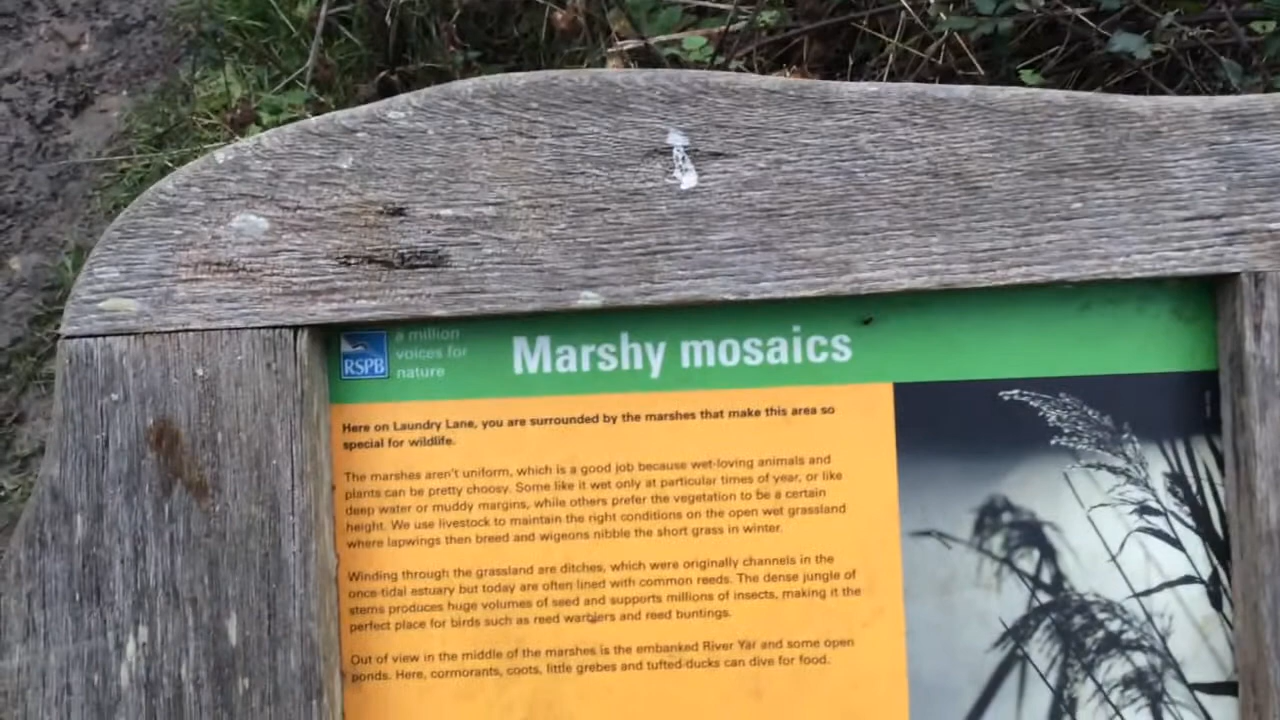 a million
voices for
nature
RSPB
Marshy mosaics
Here on Laundry Lane, you are surrounded by the marshes that make this area so
special for wildlife.
The marshes aren't uniform, which is a good job because wet-loving animals and
plants can be pretty choosy. Some like it wet only at particular times of year, or like
deep water or muddy margins, while others prefer the vegetation to be a certain
height. We use livestock to maintain the right conditions on the open wet grassland
where lapwings then breed and wigeons nibble the short grass in winter.
Winding through the grassland are ditches, which were originally channels in the
once-tidal estuary but today are often lined with common reeds. The dense jungle of
stems produces huge volumes of seed and supports millions of insects, making it the
perfect place for birds such as reed warblers and reed buntings.
Out of view in the middle of the marshes is the embanked River Yar and some open
ponds. Here, cormorants, coots, little grebes and tufted ducks can dive for food.